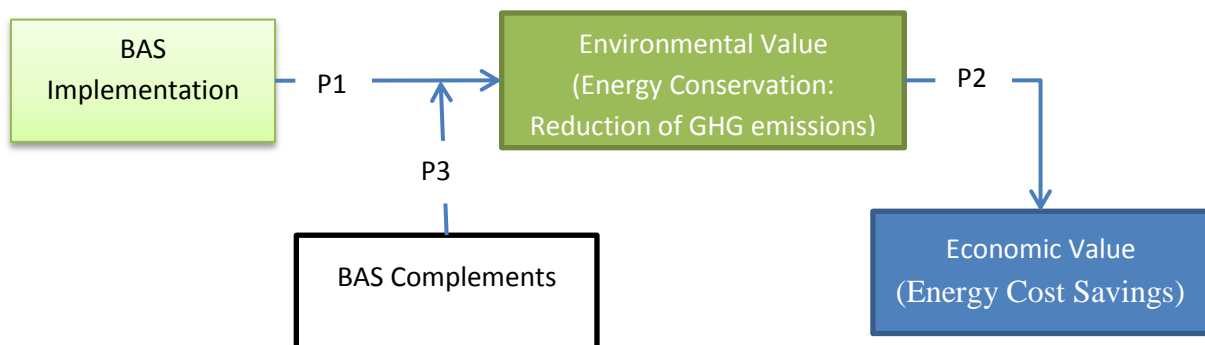 BAS
Implementation
P1
Environmental Value
(Energy Conservation:
Reduction of GHG emissions)
P2
P3
BAS Complements
Economic Value
(Energy Cost Savings)